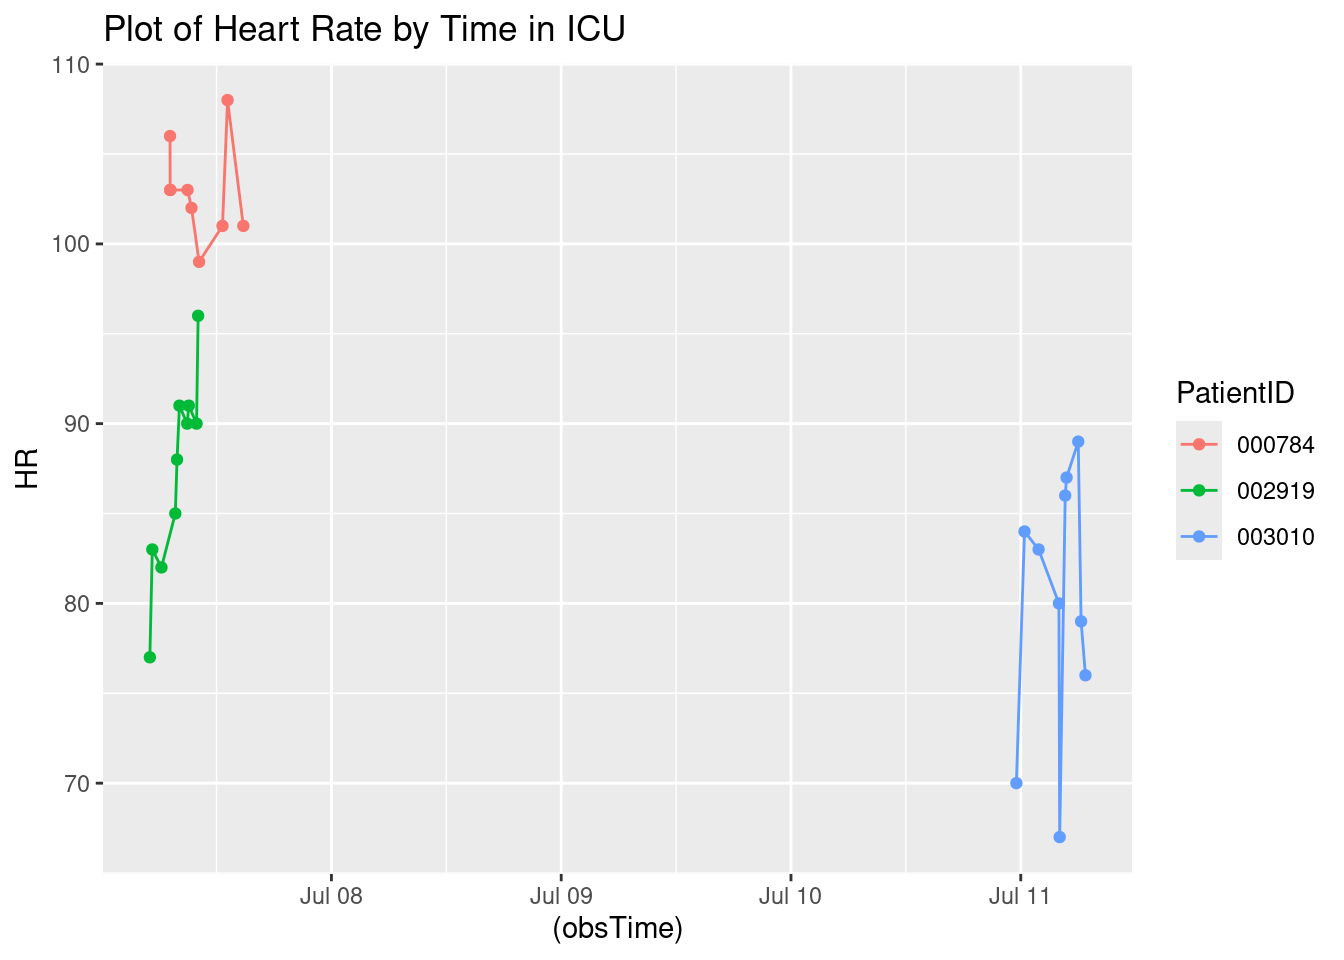 Plot of Heart Rate by Time in ICU
110
100
90
80
70
HR
Jul 08
Jul 09
Jul 10
Jul 11
(obsTime)
PatientID
000784
002919
003010